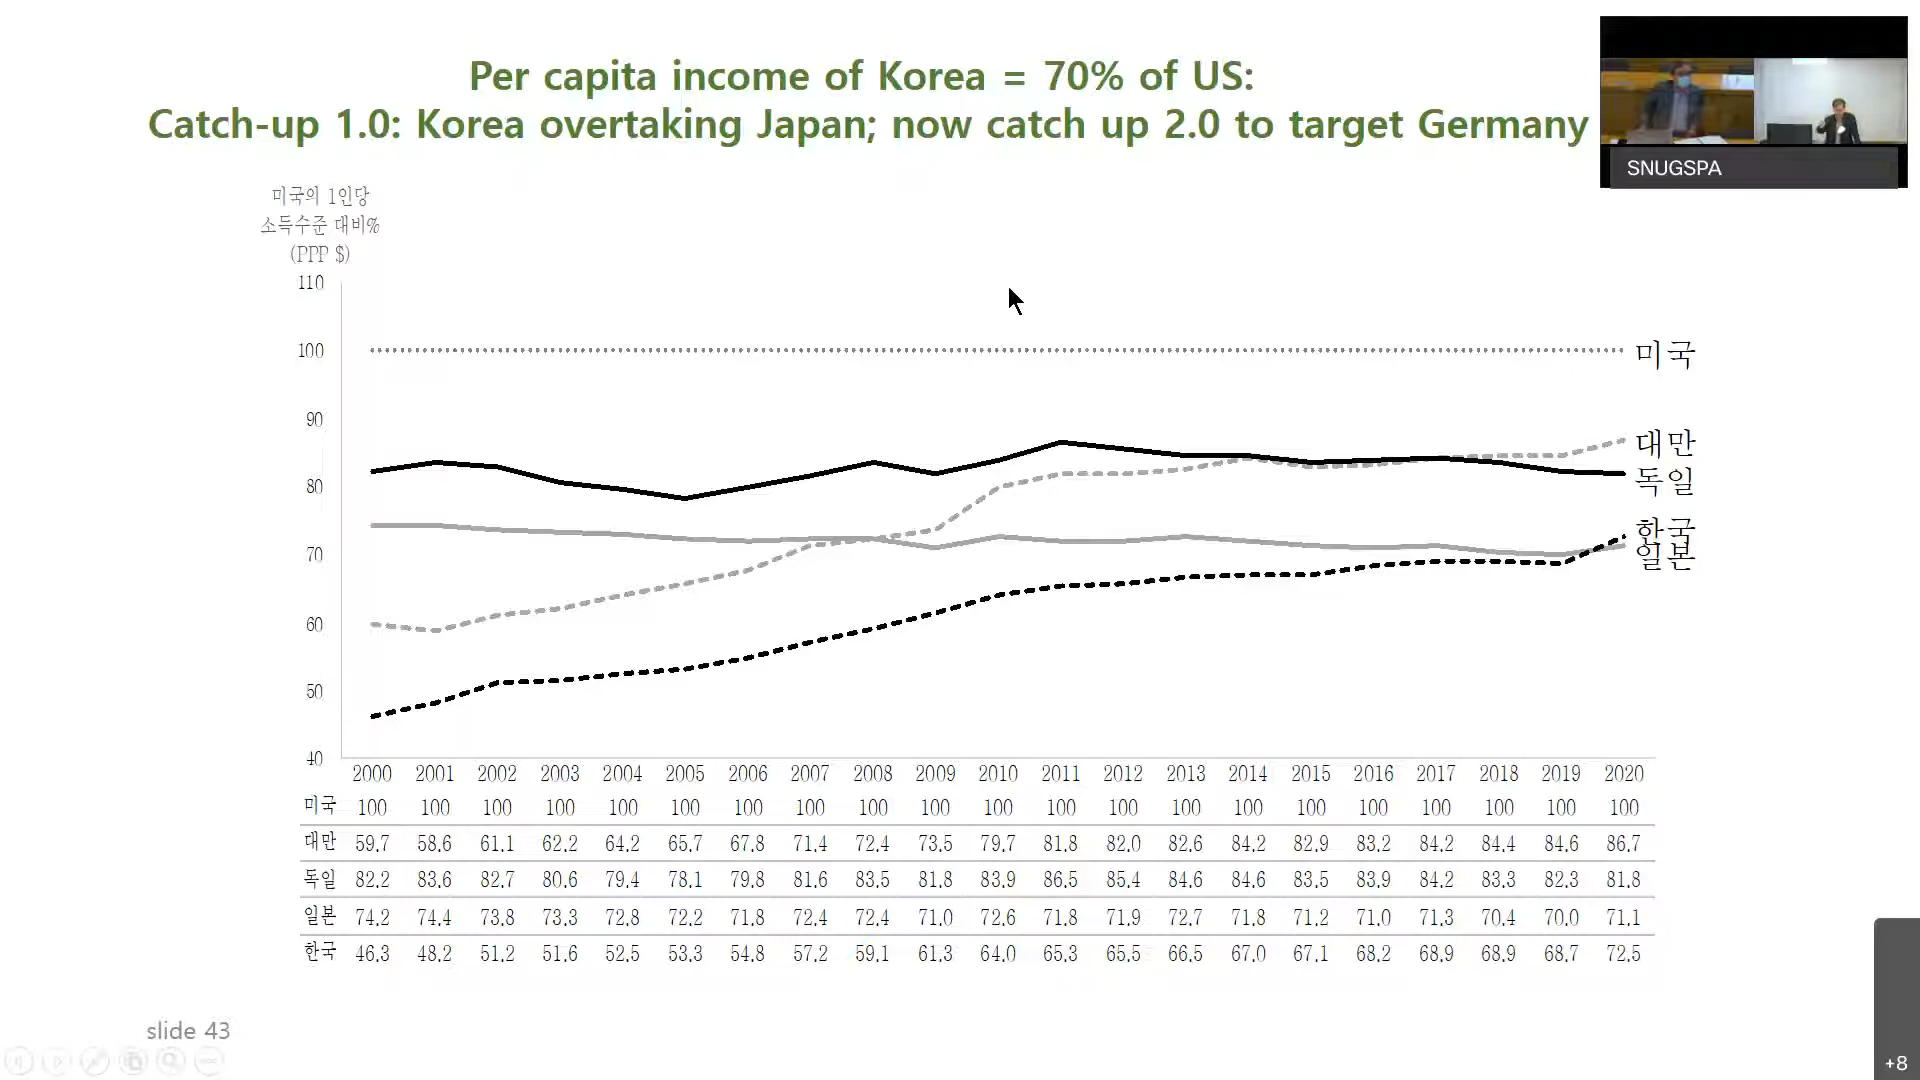 Per capita income of Korea = 70% of US:
Catch-up 1.0: Korea overtaking Japan; now catch up 2.0 to target Germany
SNUGSPA
미국의 1인당
소득수준 대비%
(PPP $)
110
100
90
80
70
60
50
40
미국
대만
독일
한국
일본
2000 2001 2002 2003 2004 2005 2006 2007 2008 2009 2010 2011 2012 2013 2014 2015 2016 2017 2018 2019 2020
미국 100 100 100 100 100 100 100 100 100 100 100 100 100 100 100 100 100 100 100 100 100
대만 59.7 58.6 61.1 62.2 64.2 65.7 67.8 71.4 72.4 73.5 79.7 81.8 82.0 82.6 84.2 82.9 83.2 84.2 84.4 84.6 86.7
독일 82.2 83.6 82.7 80.6 79.4 78.1 79.8 81.6 83.5 81.8 83.9 86.5 85.4 84.6 84.6 83.5 83.9 84.2 83.3 82.3 81.8
일본 74.2 74.4 73.8 73.3 72.8 72.2 71.8 72.4 72.4 71.0 72.6 71.8 71.9 72.7 71.8 71.2 71.0 71.3 70.4 70.0 71.1
한국 46.3 48.2 51.2 51.6 52.5 53.3 54.8 57.2 59.1 61.3 64.0 65.3 65.5 66.5 67.0 67.1 68.2 68.9 68.9 68.7 72.5
slide 43
+8